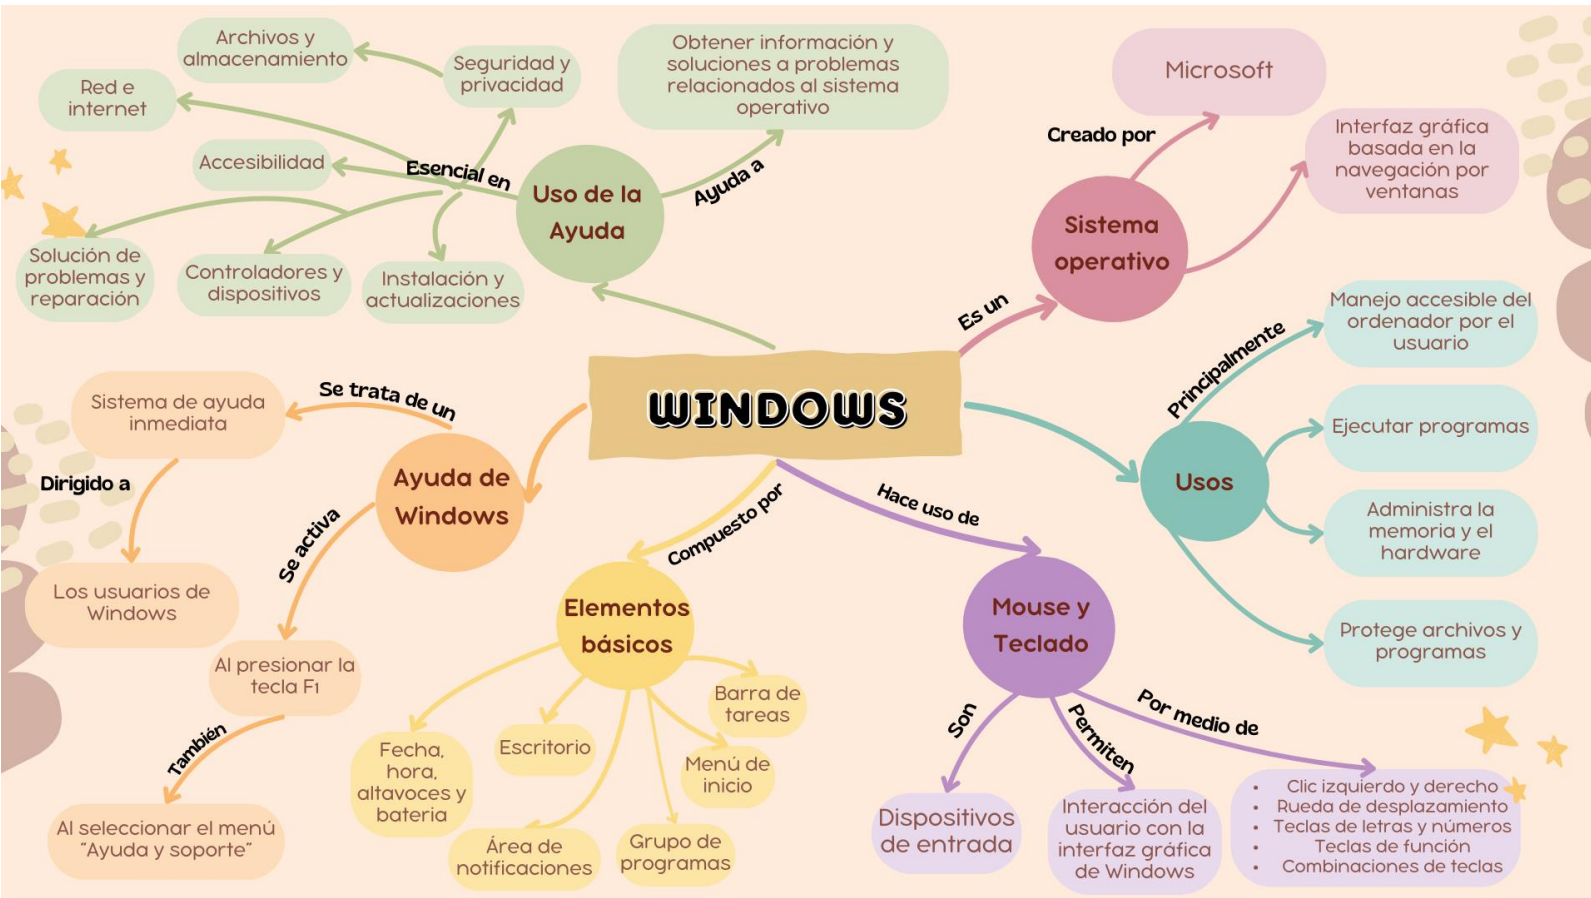 WINDOWS
Uso de la
Ayuda
Ayuda a
Obtener información y
soluciones a problemas
relacionados al sistema
operativo
Esencial en
Seguridad y
privacidad
Archivos y
almacenamiento
Red e
internet
Accesibilidad
Solución de
problemas y
reparación
Controladores y
dispositivos
Instalación y
actualizaciones
Es un
Sistema
operativo
Creado por
Microsoft
Interfaz gráfica
basada en la
navegación por
ventanas
Usos
Principalmente
Manejo accesible del
ordenador por el
usuario
Ejecutar programas
Administra la
memoria y el
hardware
Protege archivos y
programas
Hace uso de
Mouse y
Teclado
Son
Dispositivos
de entrada
Permiten
Interacción del
usuario con la
interfaz gráfica
de Windows
Por medio de
• Clic izquierdo y derecho
• Rueda de desplazamiento
• Teclas de letras y números
• Teclas de función
• Combinaciones de teclas
Compuesto por
Elementos
básicos
Fecha,
hora,
altavoces y
bateria
Escritorio
Área de
notificaciones
Grupo de
programas
Menú de
inicio
Barra de
tareas
Ayuda de
Windows
Se trata de un
Sistema de ayuda
inmediata
Dirigido a
Los usuarios de
Windows
Se activa
Al presionar la
tecla F1
También
Al seleccionar el menú
“Ayuda y soporte”